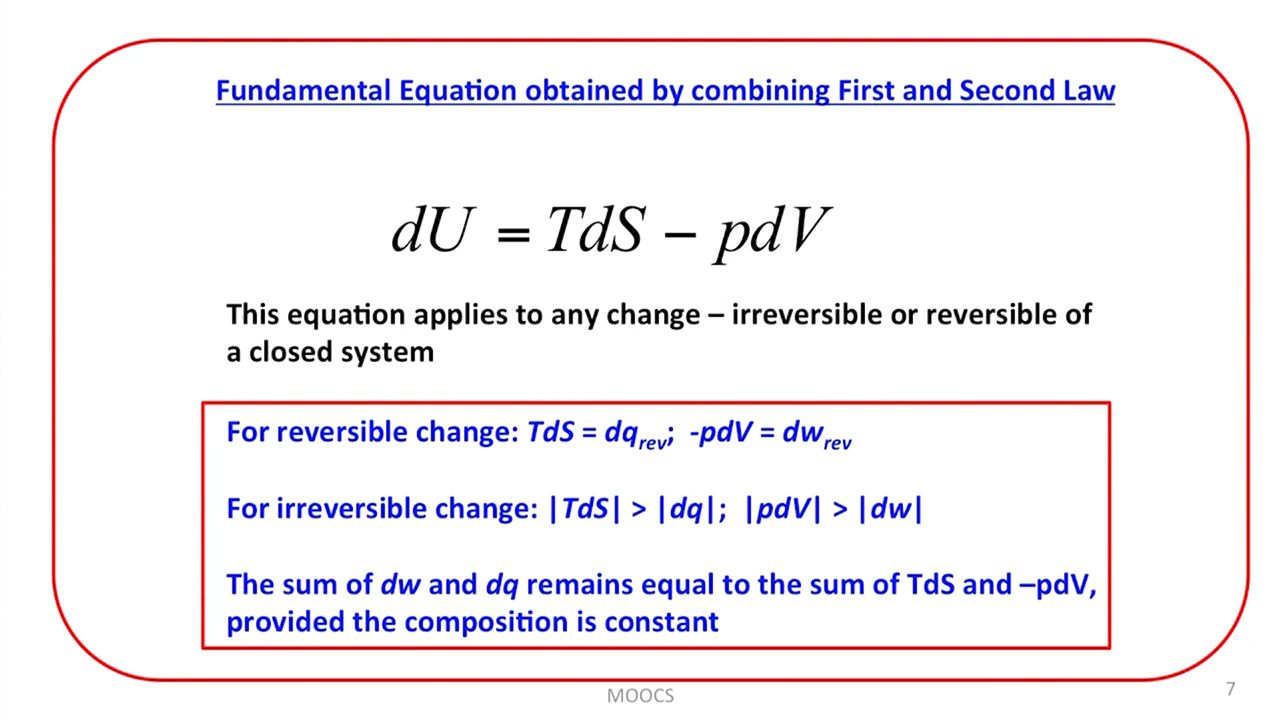 Fundamental Equation obtained by combining First and Second Law
dU = TdS – pdV
This equation applies to any change – irreversible or reversible of
a closed system
For reversible change: TdS = dq_rev; -pdV = dw_rev
For irreversible change: |TdS| > |dq|; |pdV| > |dw|
The sum of dw and dq remains equal to the sum of TdS and –pdV,
provided the composition is constant
MOOCS
7